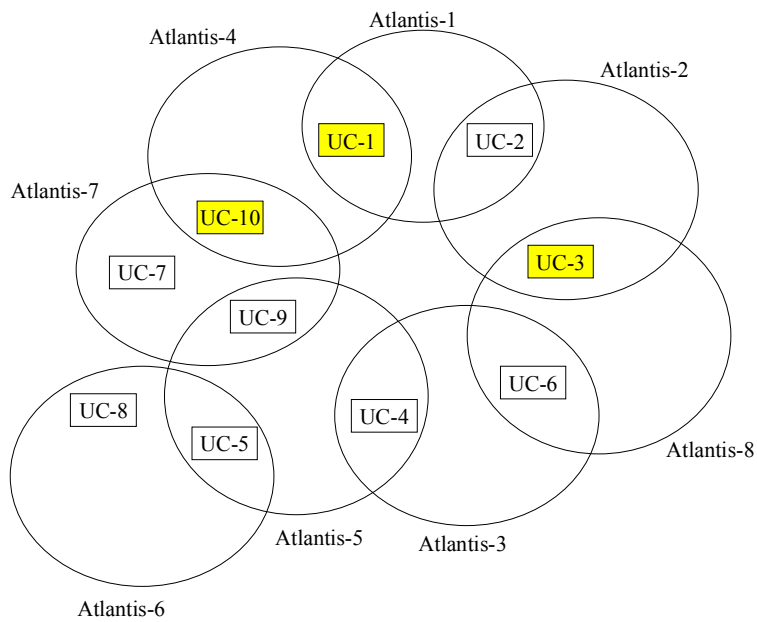 Atlantis-1
Atlantis-4
Atlantis-2
UC-1
UC-2
Atlantis-7
UC-10
UC-3
UC-7
UC-9
UC-6
UC-8
UC-4
UC-5
Atlantis-8
Atlantis-5
Atlantis-3
Atlantis-6